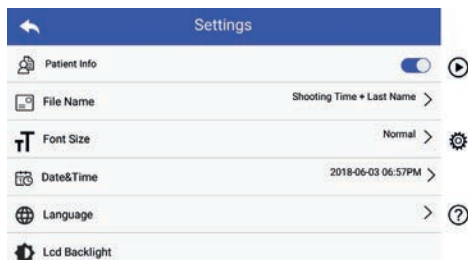 Settings
Patient Info
File Name Shooting Time + Last Name
Font Size Normal
Date&Time 2018-06-03 06:57PM
Language
Lcd Backlight